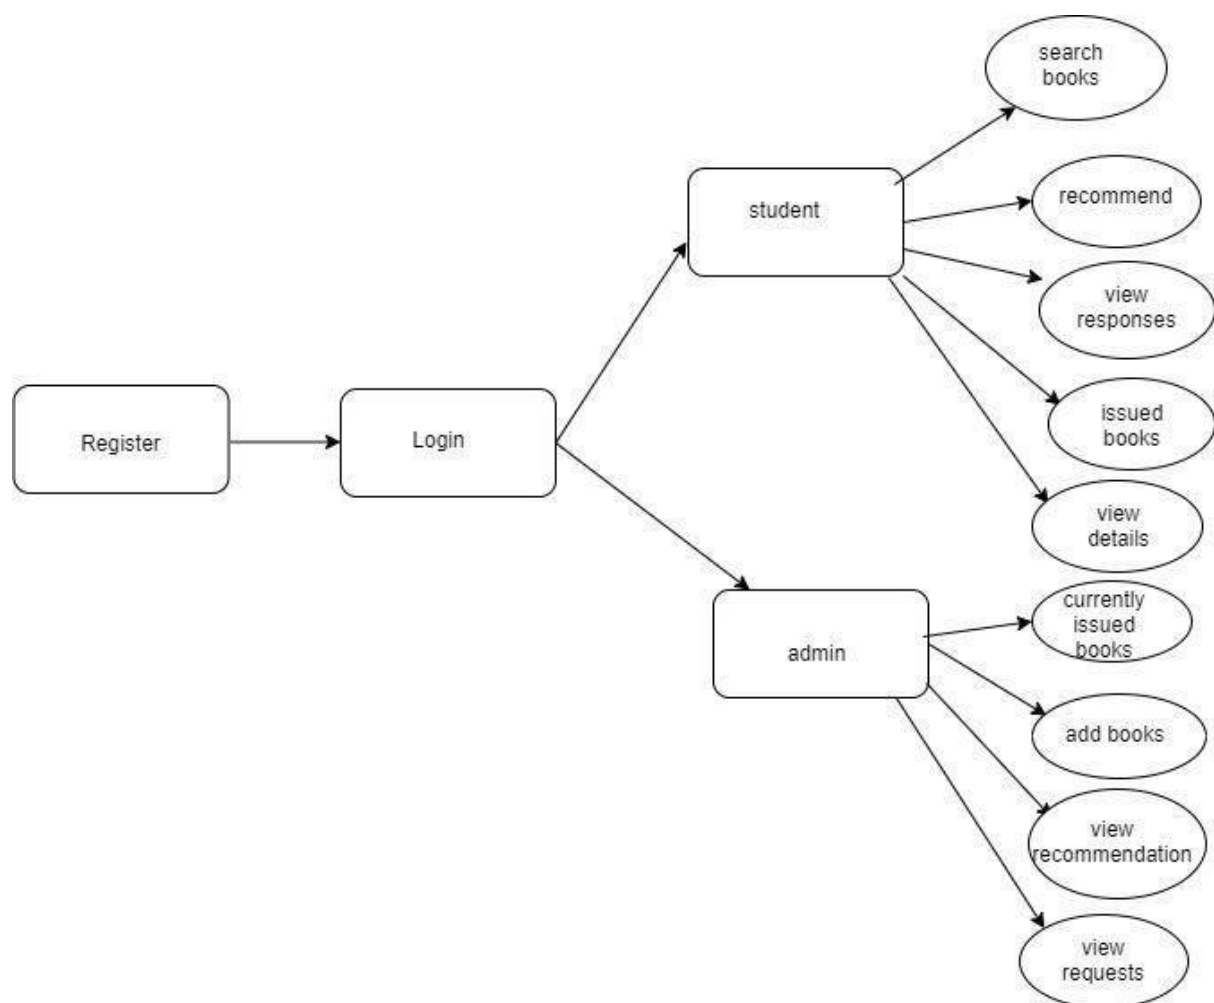 search
books
student
recommend
view
responses
Register
Login
issued
books
view
details
admin
currently
issued
books
add books
view
recommendation
view
requests